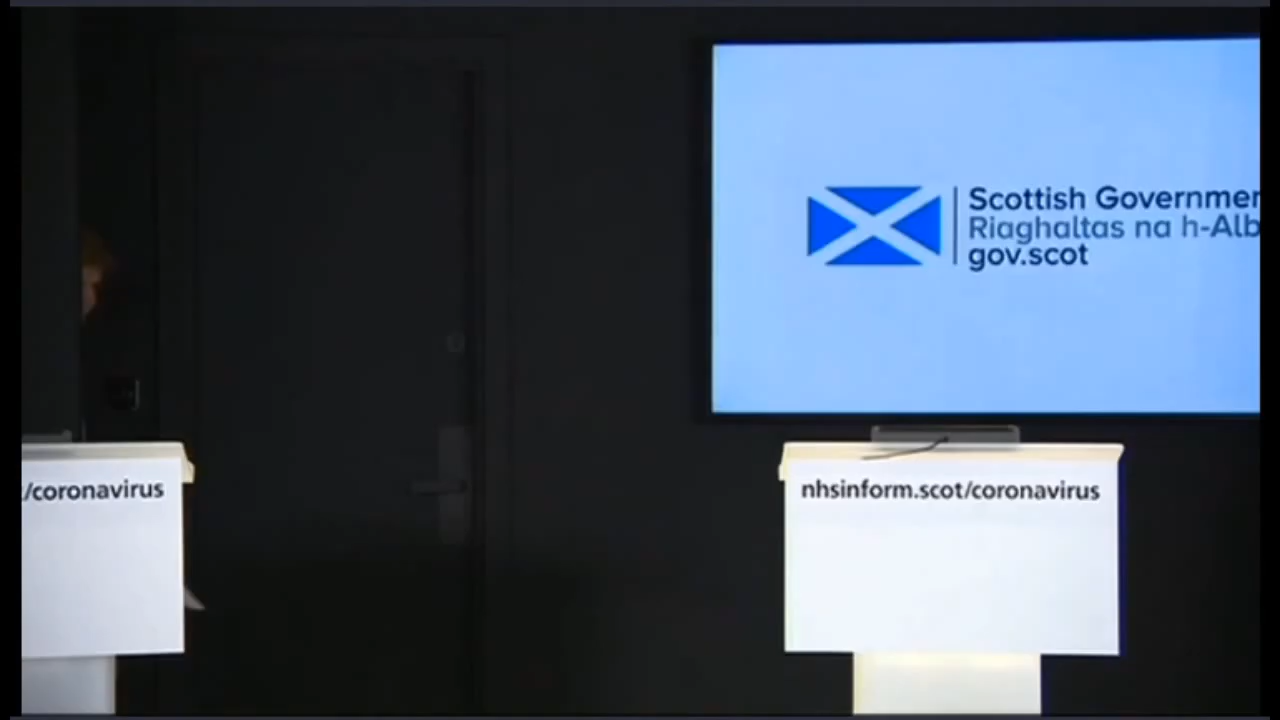 Scottish Governmen
Riaghaltas na h-Alb
gov.scot
/coronavirus
nhsinform.scot/coronavirus